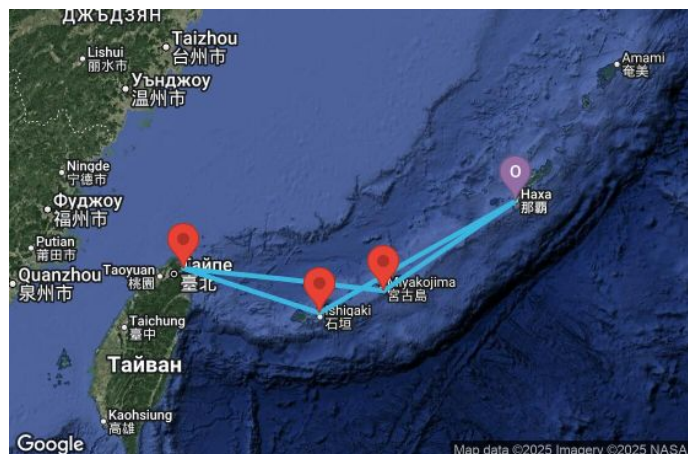 ДЖЪДЗЯН
Taizhou
台州市
Lishui
丽水市
Уънджоу
温州市
Amami
奄美
Ningde
宁德市
O
Фуджоу
福州市
Наха
那覇
Putian
莆田市
Тайпе
臺北
Taoyuan
桃園
Quanzhou
泉州市
Miyakojima
宮古島
Ishigaki
石垣
Taichung
臺中
Тайван
Kaohsiung
高雄
Google
Map data ©2025 Imagery ©2025 NASA